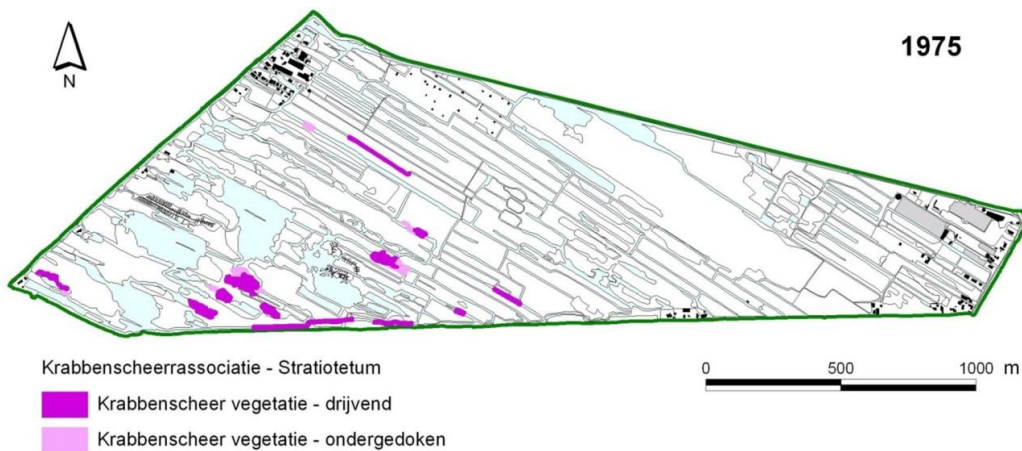 1975
N
Krabbenscheerrassociatie - Stratiotetum
Krabbenscheer vegetatie - drijvend
Krabbenscheer vegetatie - ondergedoken
0 500 1000 m